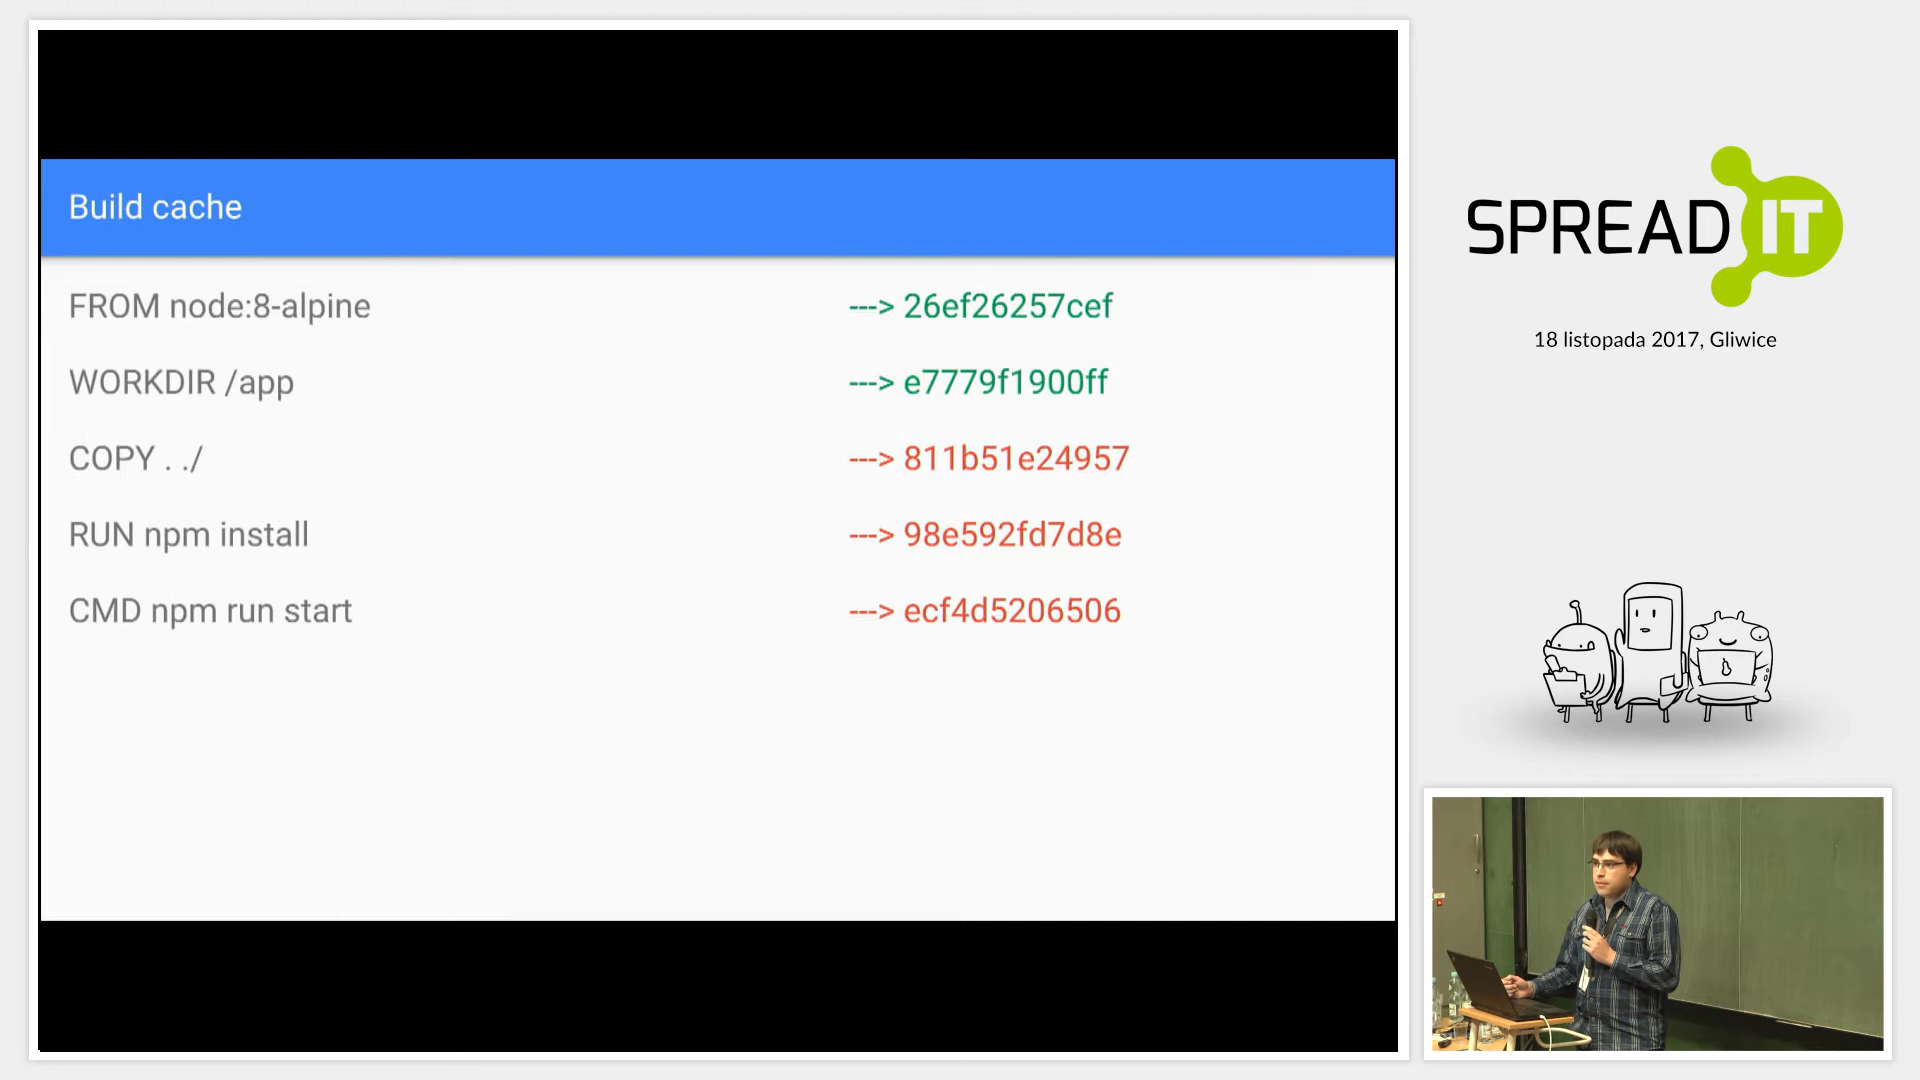 Build cache
FROM node:8-alpine ---> 26ef26257cef
WORKDIR /app ---> e7779f1900ff
COPY . ./ ---> 811b51e24957
RUN npm install ---> 98e592fd7d8e
CMD npm run start ---> ecf4d5206506
SPREAD IT
18 listopada 2017, Gliwice